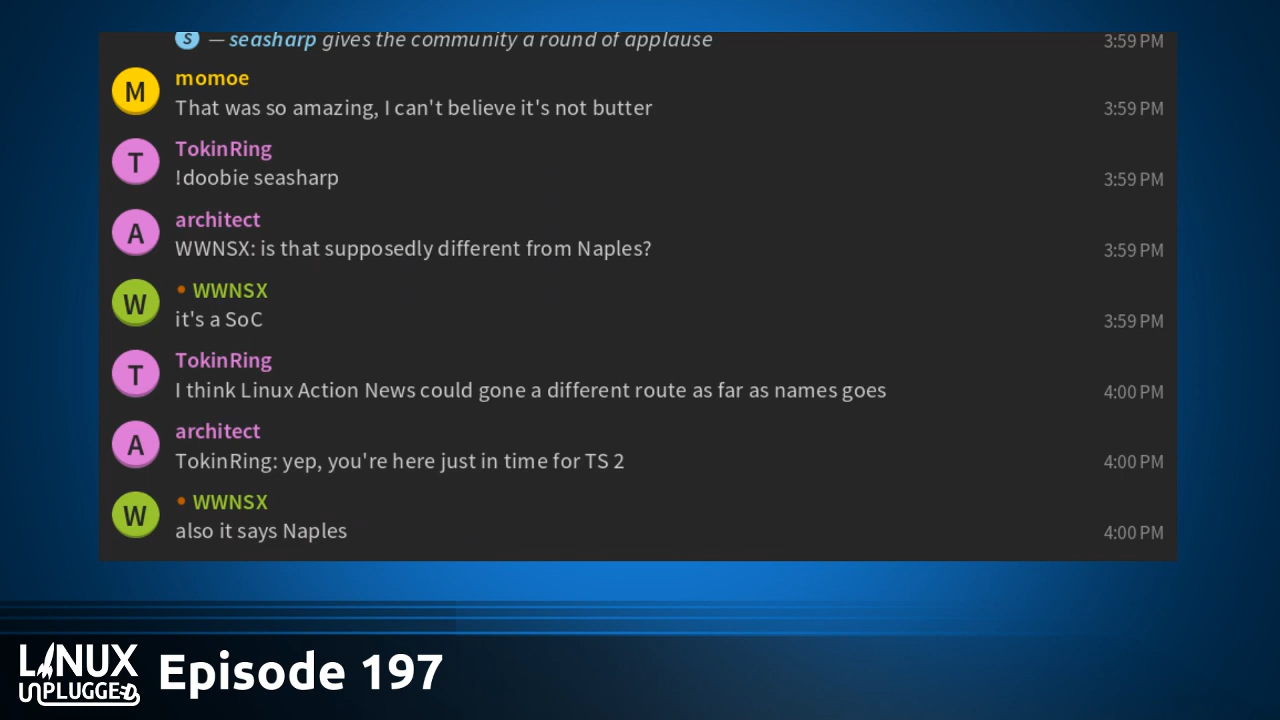 S — seasharp gives the community a round of applause 3:59 PM
M momoe
That was so amazing, I can't believe it's not butter 3:59 PM
T TokinRing
!doobie seasharp 3:59 PM
A architect
WWNSX: is that supposedly different from Naples? 3:59 PM
W • WWNSX
it's a SoC 3:59 PM
T TokinRing
I think Linux Action News could gone a different route as far as names goes 4:00 PM
A architect
TokinRing: yep, you're here just in time for TS 2 4:00 PM
W • WWNSX
also it says Naples 4:00 PM
LINUX
UNPLUGGED
Episode 197